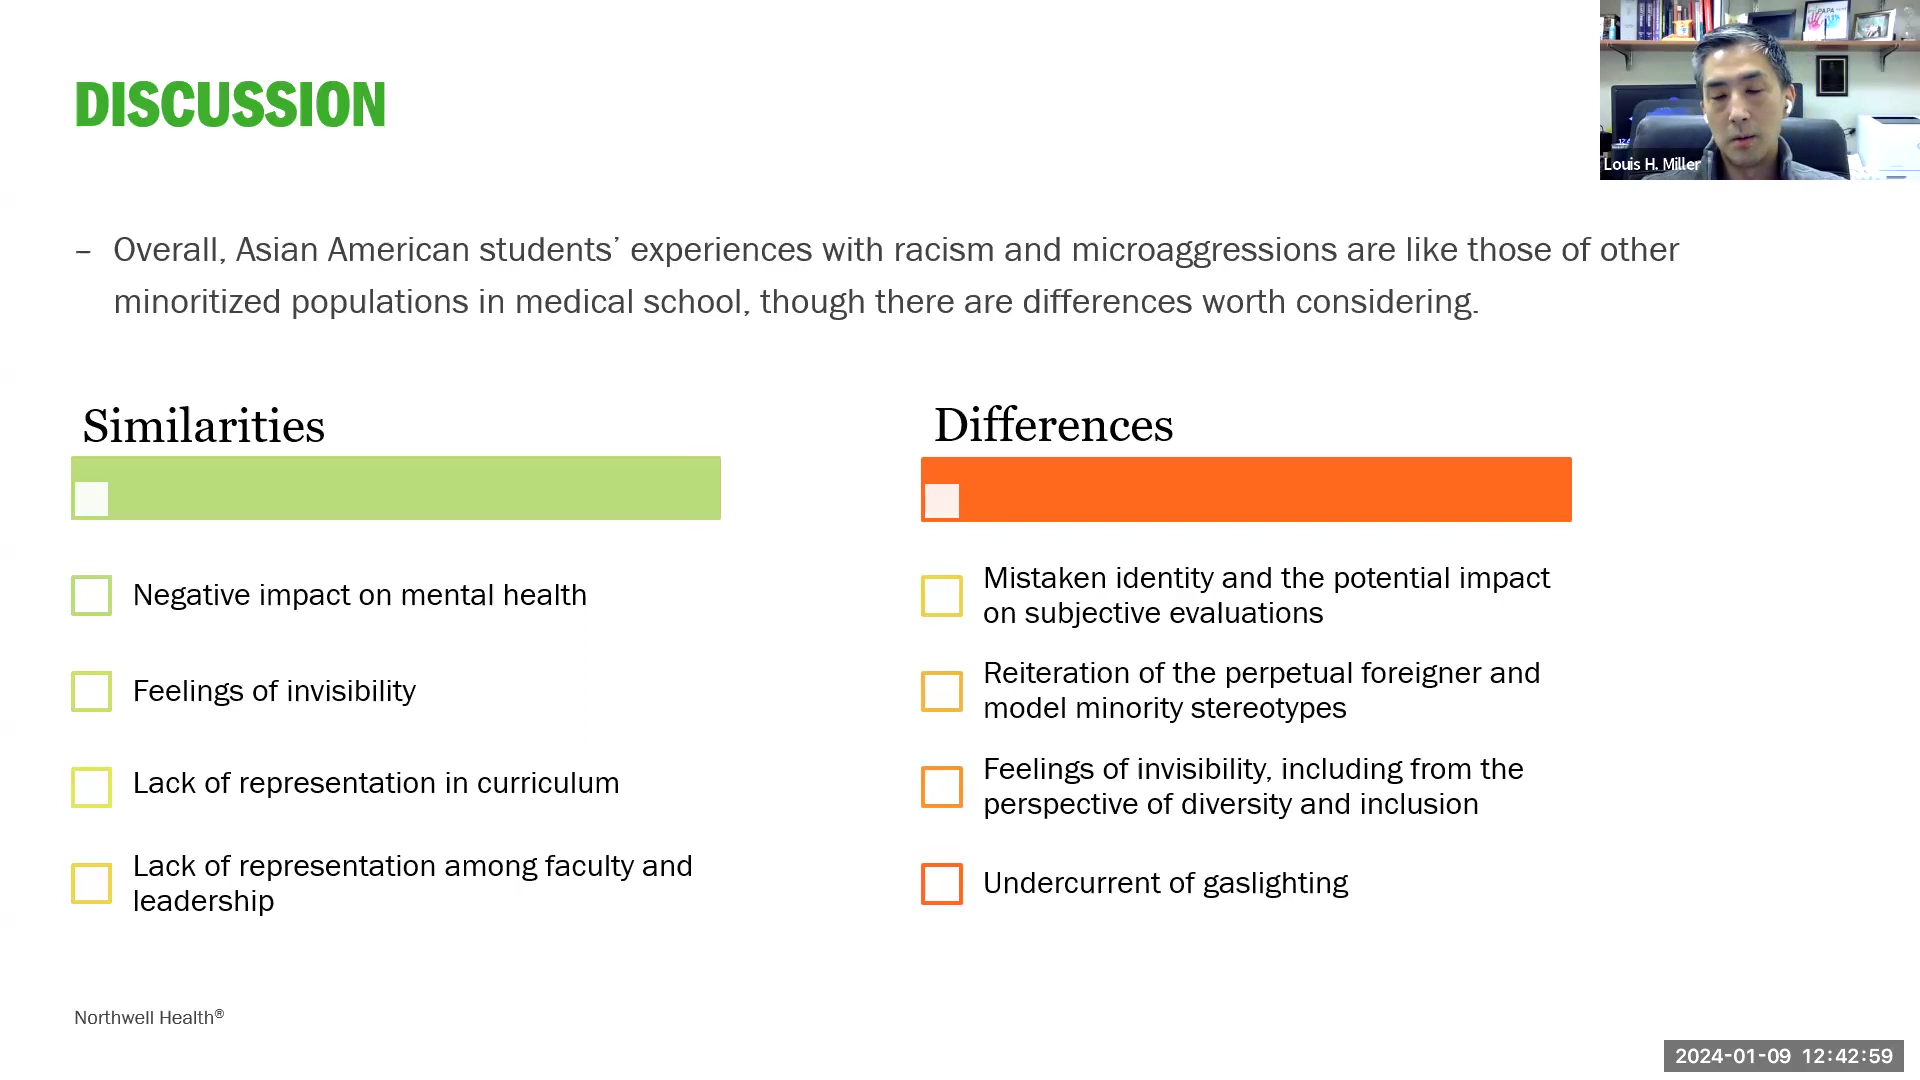 DISCUSSION
Louis H. Miller
– Overall, Asian American students’ experiences with racism and microaggressions are like those of other
minoritized populations in medical school, though there are differences worth considering.
Similarities
Negative impact on mental health
Feelings of invisibility
Lack of representation in curriculum
Lack of representation among faculty and
leadership
Differences
Mistaken identity and the potential impact
on subjective evaluations
Reiteration of the perpetual foreigner and
model minority stereotypes
Feelings of invisibility, including from the
perspective of diversity and inclusion
Undercurrent of gaslighting
Northwell Health®
2024-01-09 12:42:59
PAPA